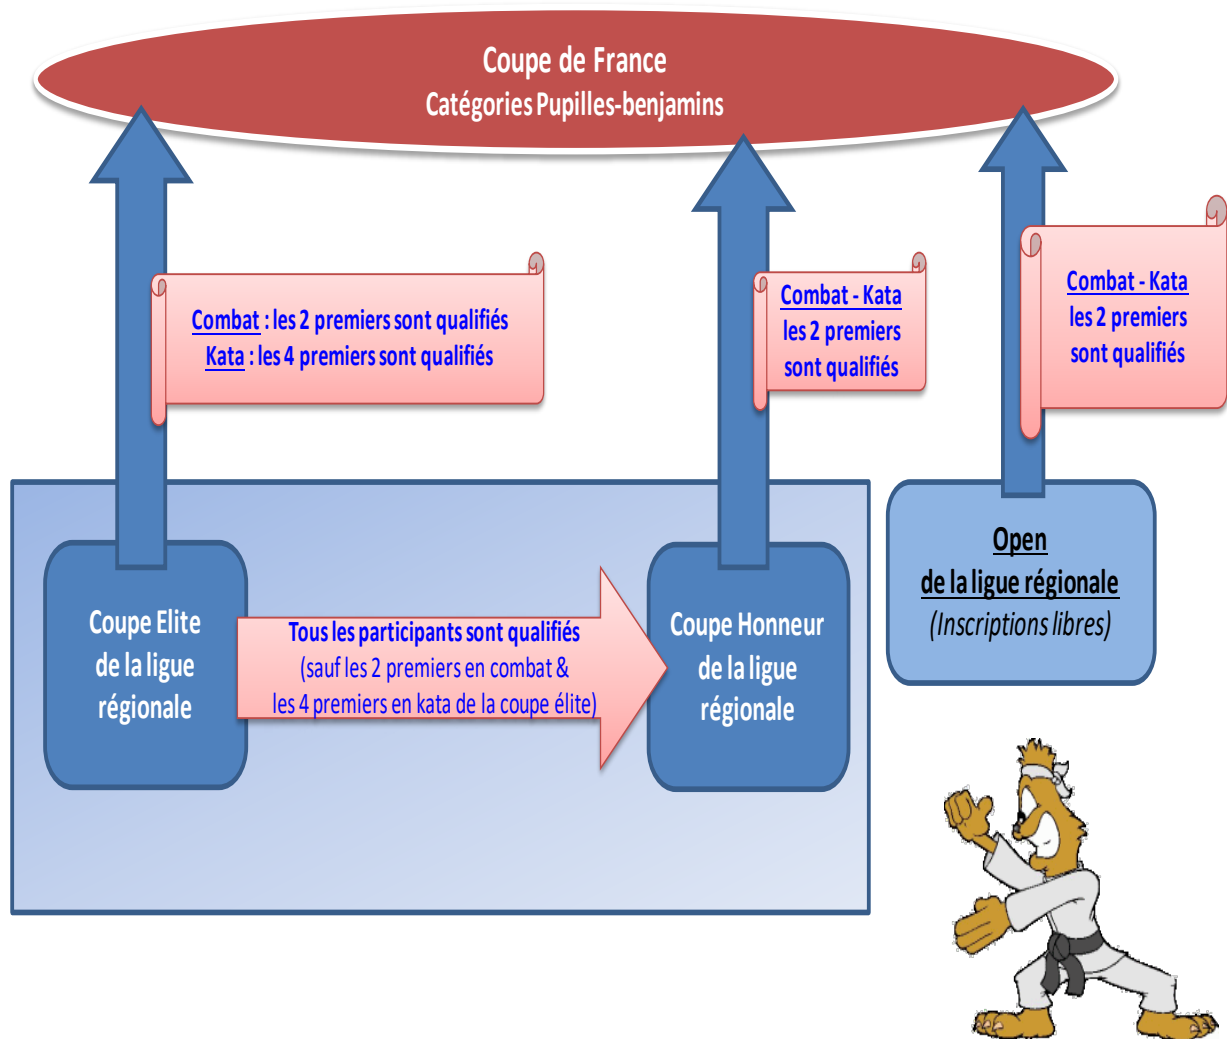 Coupe de France
Catégories Pupilles-benjamins
Combat : les 2 premiers sont qualifiés
Kata : les 4 premiers sont qualifiés
Combat - Kata
les 2 premiers
sont qualifiés
Combat - Kata
les 2 premiers
sont qualifiés
Coupe Elite
de la ligue
régionale
Tous les participants sont qualifiés
(sauf les 2 premiers en combat &
les 4 premiers en kata de la coupe élite)
Coupe Honneur
de la ligue
régionale
Open
de la ligue régionale
(Inscriptions libres)